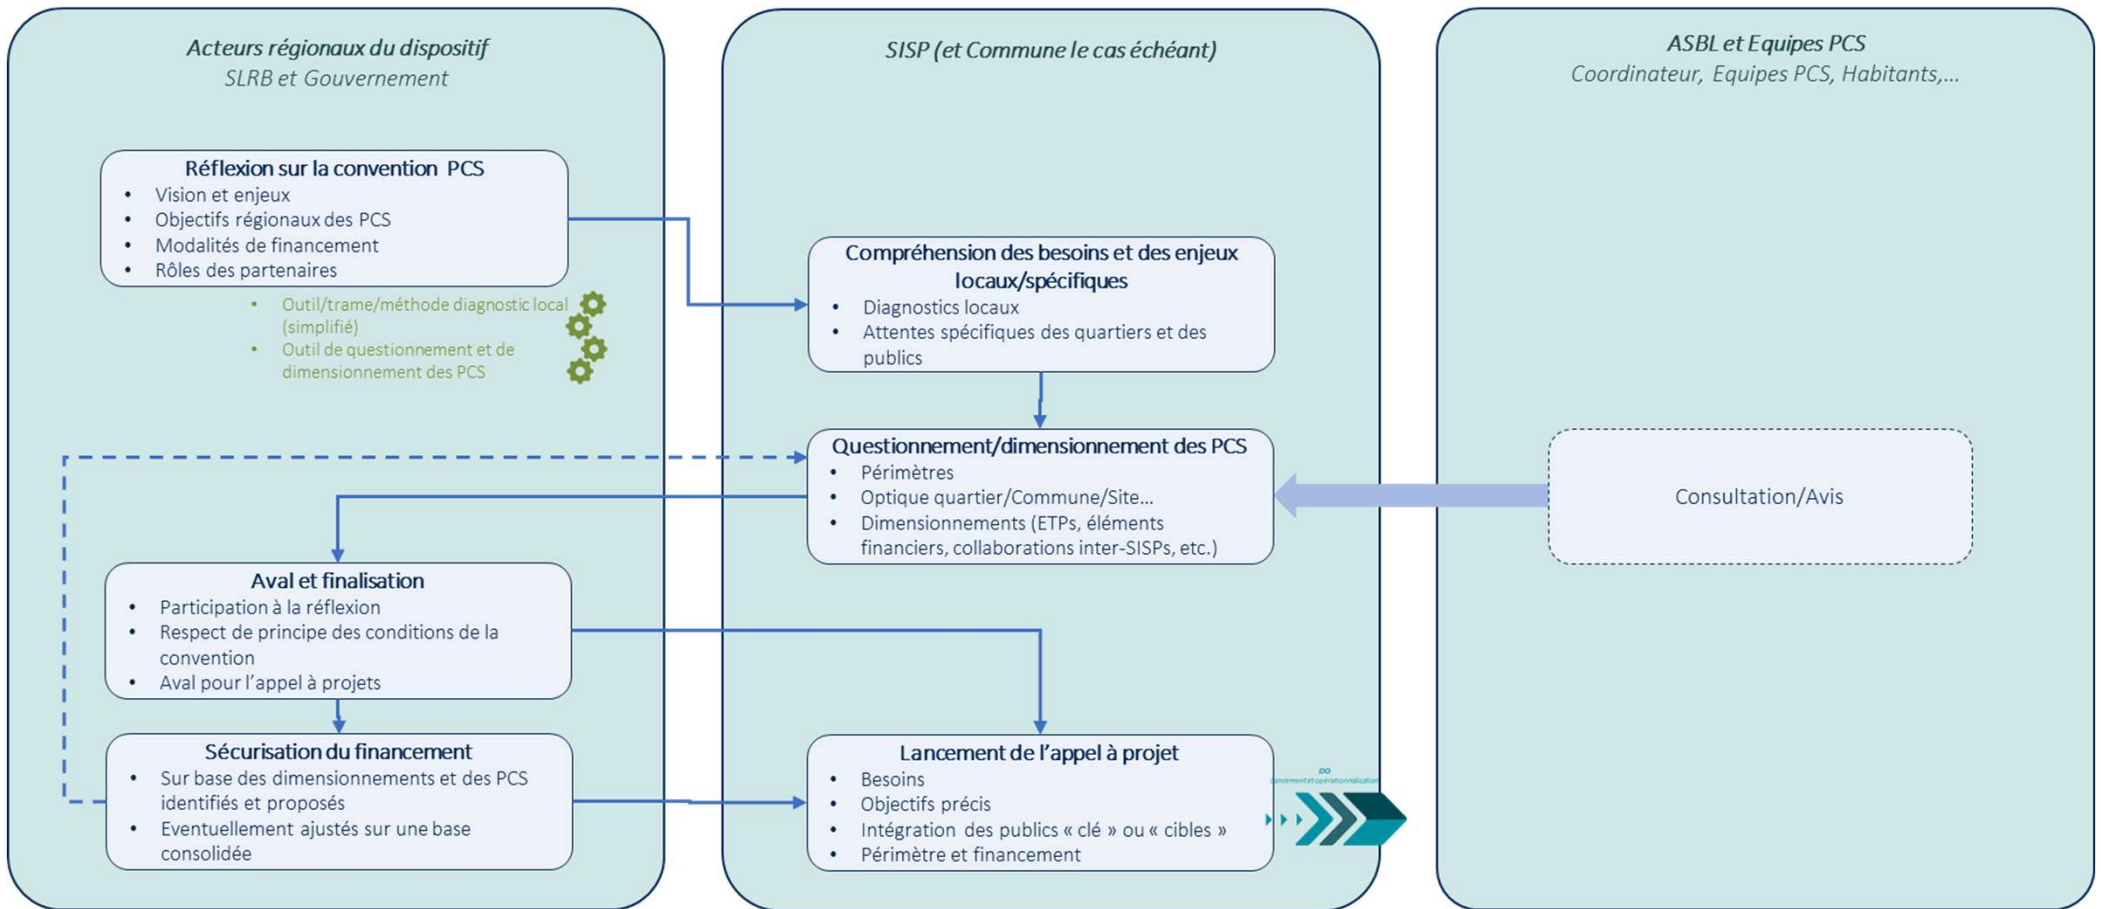 Acteurs régionaux du dispositif
SLRB et Gouvernement
Réflexion sur la convention PCS
• Vision et enjeux
• Objectifs régionaux des PCS
• Modalités de financement
• Rôles des partenaires
• Outil/trame/méthode diagnostic local
(simplifié)
• Outil de questionnement et de
dimensionnement des PCS
Aval et finalisation
• Participation à la réflexion
• Respect de principe des conditions de la
convention
• Aval pour l’appel à projets
Sécurisation du financement
• Sur base des dimensionnements et des PCS
identifiés et proposés
• Eventuellement ajustés sur une base
consolidée
SISP (et Commune le cas échéant)
Compréhension des besoins et des enjeux
locaux/spécifiques
• Diagnostics locaux
• Attentes spécifiques des quartiers et des
publics
Questionnement/dimensionnement des PCS
• Périmètres
• Optique quartier/Commune/Site...
• Dimensionnements (ETPs, éléments
financiers, collaborations inter-SISPs, etc.)
Lancement de l’appel à projet
• Besoins
• Objectifs précis
• Intégration des publics « clé » ou « cibles »
• Périmètre et financement
DO
Lancement et opérationnalisation
ASBL et Equipes PCS
Coordinateur, Equipes PCS, Habitants,...
Consultation/Avis